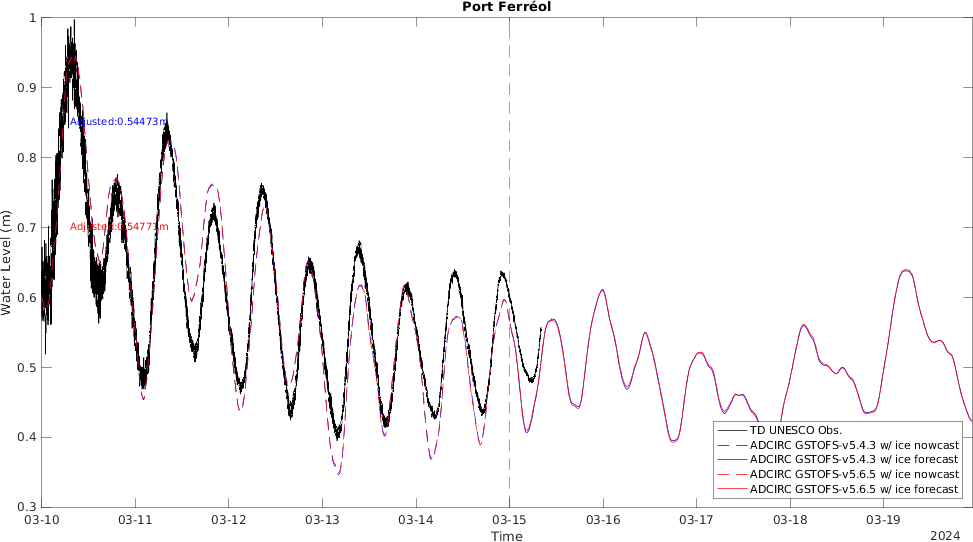 Port Ferréol
1
0.9
0.8
0.7
0.6
0.5
0.4
0.3
Water Level (m)
Adjusted:0.54473m
Adjusted:0.54771m
TD UNESCO Obs.
ADCIRC GSTOFS-v5.4.3 w/ ice nowcast
ADCIRC GSTOFS-v5.4.3 w/ ice forecast
ADCIRC GSTOFS-v5.6.5 w/ ice nowcast
ADCIRC GSTOFS-v5.6.5 w/ ice forecast
03-10 03-11 03-12 03-13 03-14 03-15 03-16 03-17 03-18 03-19
Time
2024